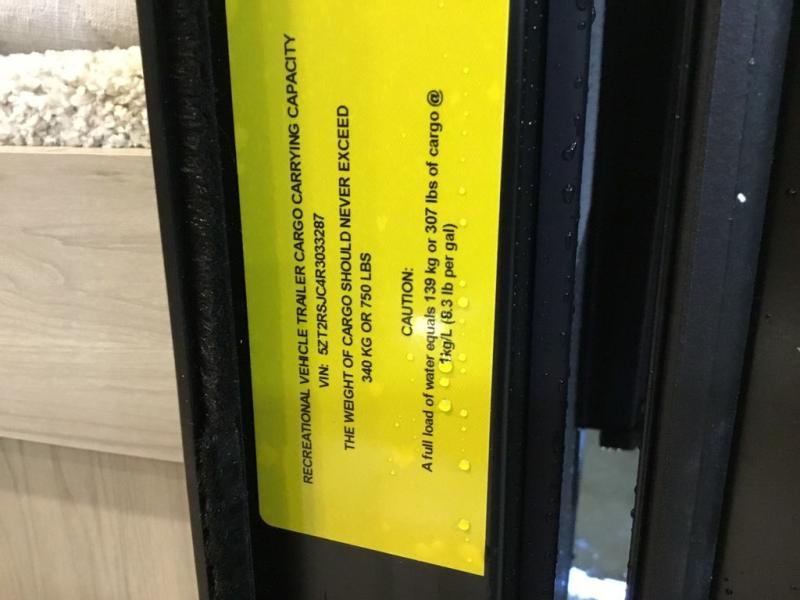 RECREATIONAL VEHICLE TRAILER CARGO CARRYING CAPACITY
VIN: 5ZT2RSJC4R3033287
THE WEIGHT OF CARGO SHOULD NEVER EXCEED
340 KG OR 750 LBS
CAUTION:
A full load of water equals 139 kg or 307 lbs of cargo @
1kg/L (8.3 lb per gal)